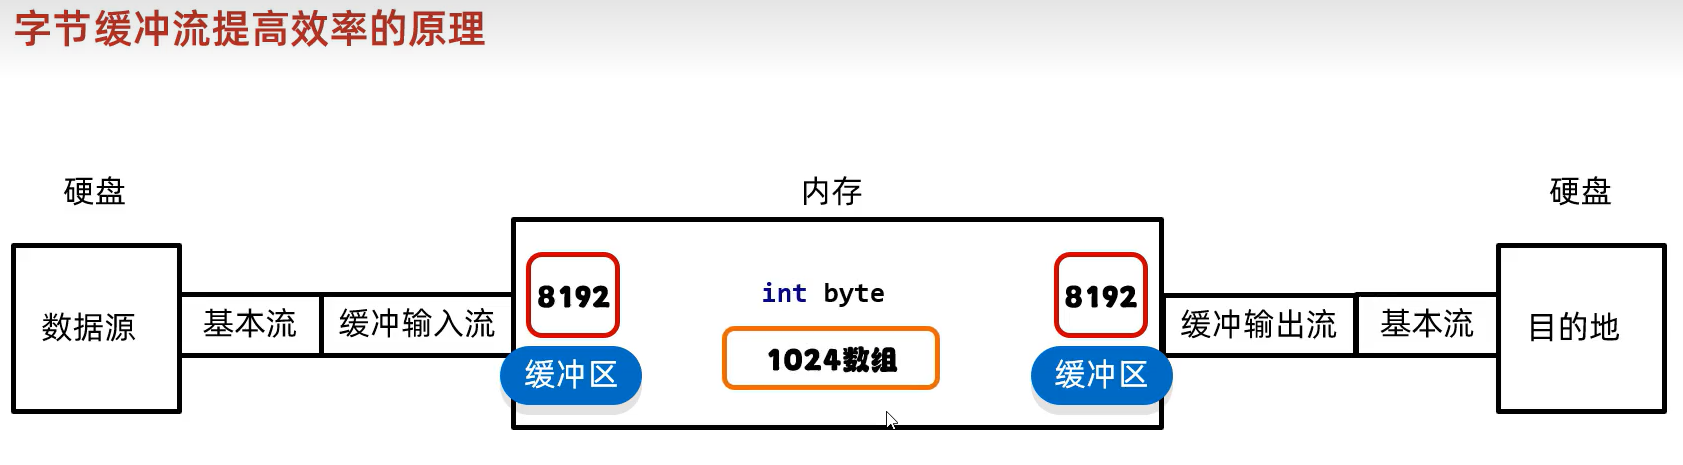 字节缓冲流提高效率的原理
硬盘
内存
硬盘
数据源
基本流
缓冲输入流
8192
缓冲区
int byte
1024数组
8192
缓冲区
缓冲输出流
基本流
目的地